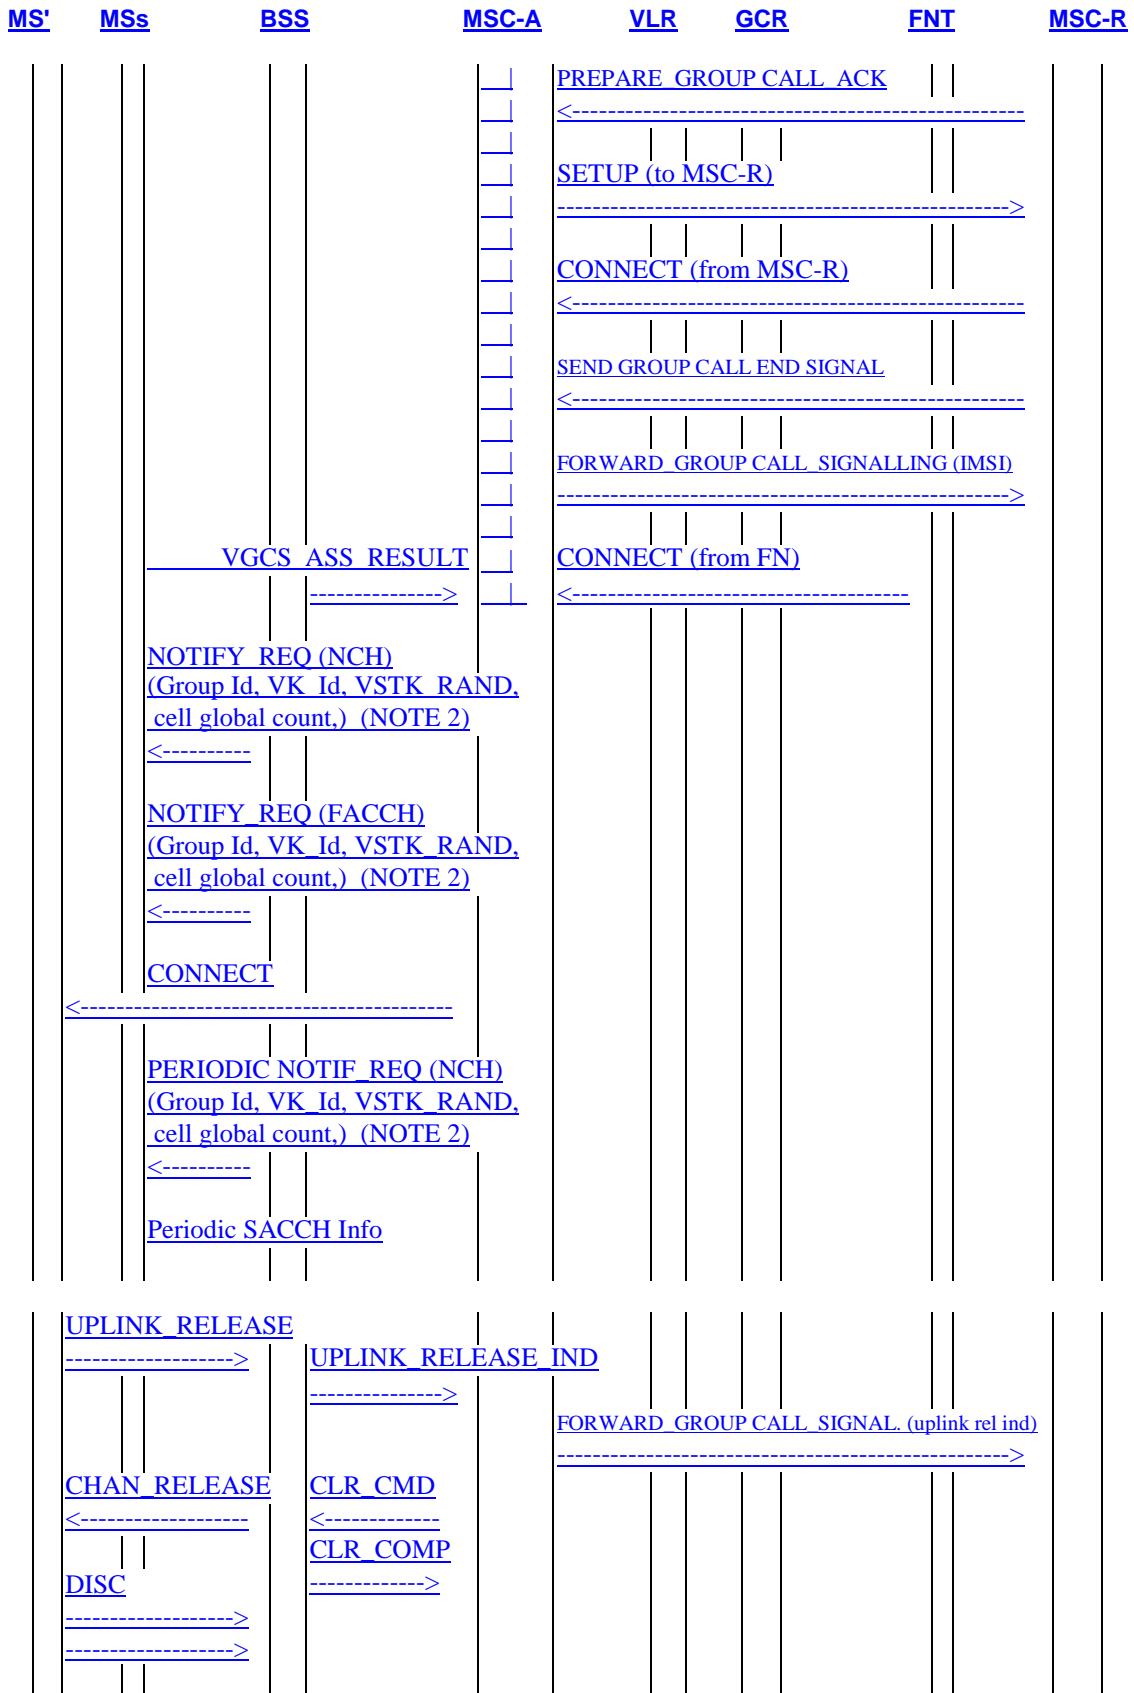 MS' MSs BSS MSC-A VLR GCR FNT MSC-R
PREPARE_GROUP CALL_ACK
<---------------------------------------------------
SETUP (to MSC-R)
--------------------------------------------------->
CONNECT (from MSC-R)
<---------------------------------------------------
SEND GROUP CALL END SIGNAL
<---------------------------------------------------
FORWARD_GROUP CALL_SIGNALLING (IMSI)
--------------------------------------------------->
VGCS_ASS_RESULT CONNECT (from FN)
---------------> <--------------------------------------
NOTIFY_REQ (NCH)
(Group Id, VK_Id, VSTK_RAND,
cell global count,) (NOTE 2)
<----------
NOTIFY_REQ (FACCH)
(Group Id, VK_Id, VSTK_RAND,
cell global count,) (NOTE 2)
<----------
CONNECT
<------------------------------------------
PERIODIC NOTIF_REQ (NCH)
(Group Id, VK_Id, VSTK_RAND,
cell global count,) (NOTE 2)
<----------
Periodic SACCH Info
UPLINK_RELEASE
-------------------> UPLINK_RELEASE_IND
--------------->
FORWARD_GROUP CALL_SIGNAL. (uplink rel ind)
--------------------------------------------------->
CHAN_RELEASE CLR_CMD
<------------------- <-------------
CLR_COMP
DISC ------------->
------------------->
------------------->